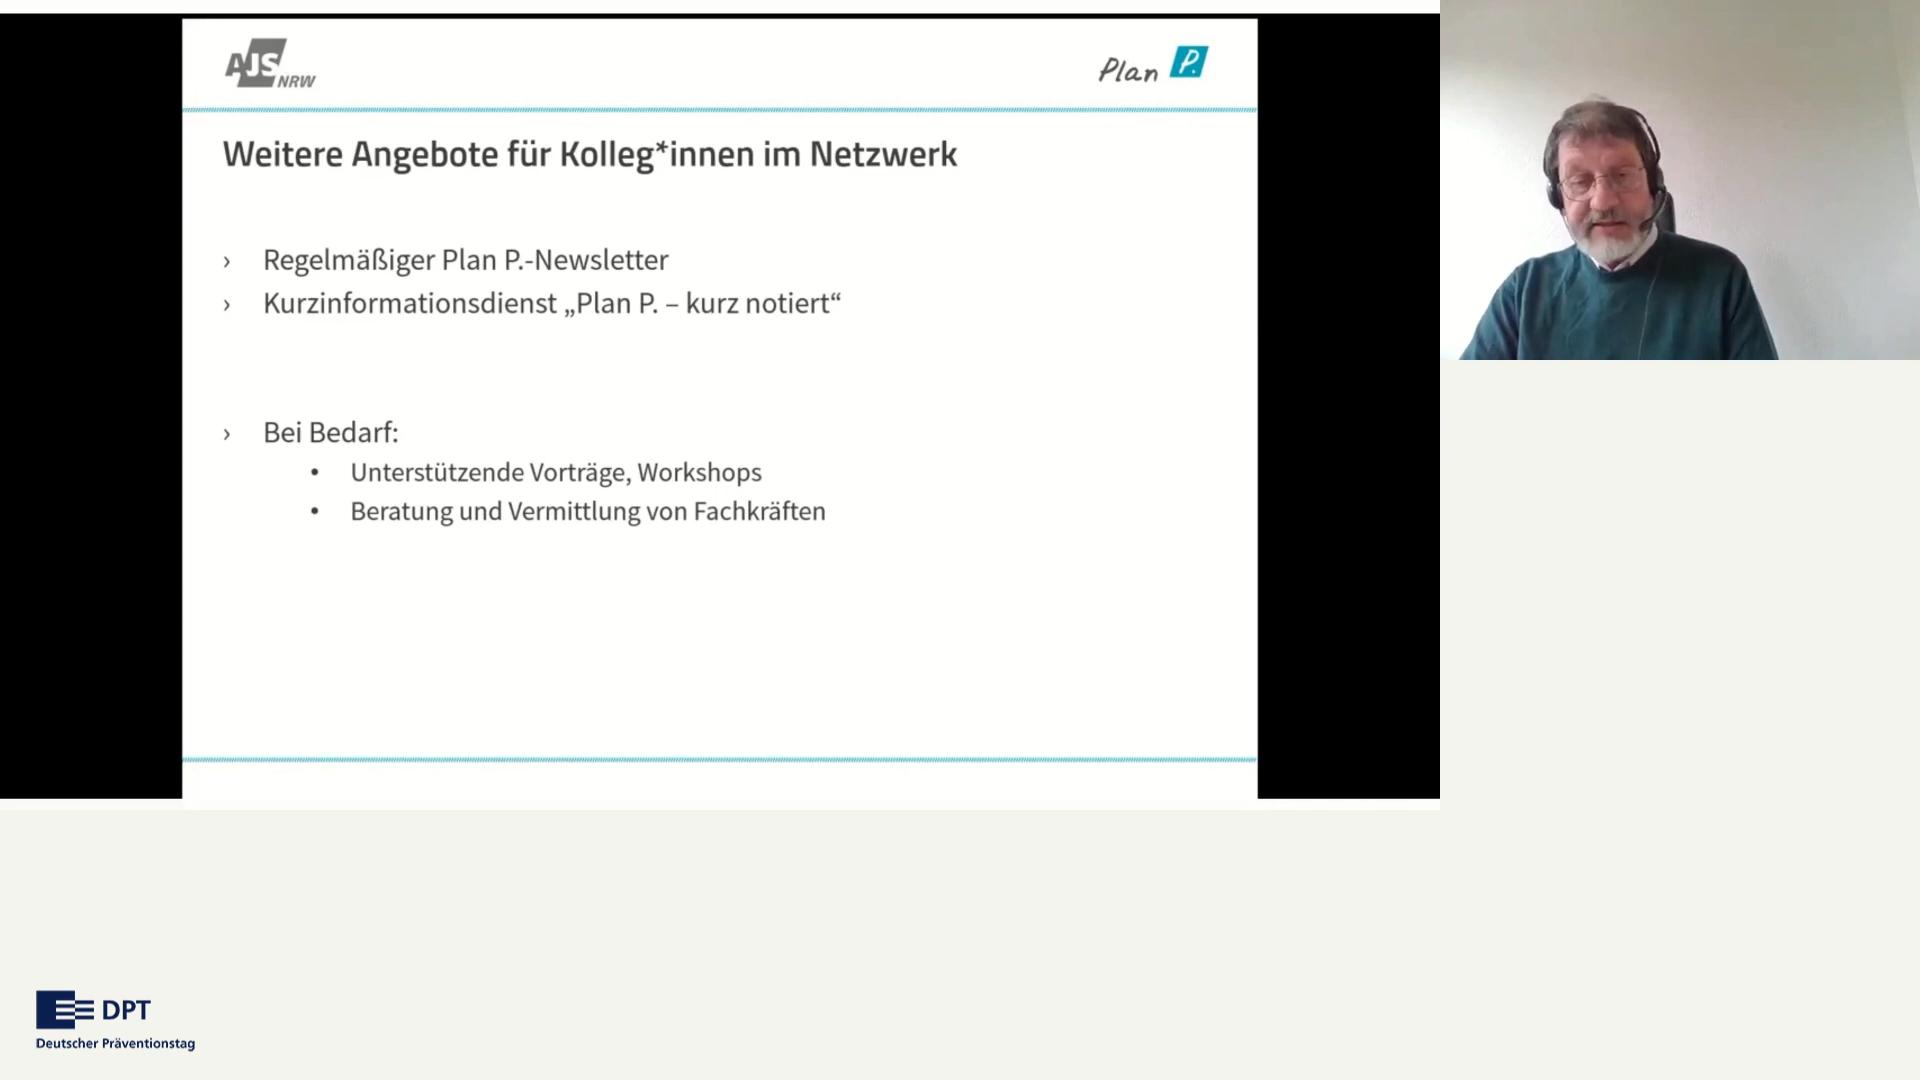 AJS NRW
Plan P.
Weitere Angebote für Kolleg*innen im Netzwerk
› Regelmäßiger Plan P.-Newsletter
› Kurzinformationsdienst „Plan P. – kurz notiert“
› Bei Bedarf:
• Unterstützende Vorträge, Workshops
• Beratung und Vermittlung von Fachkräften
DPT
Deutscher Präventionstag